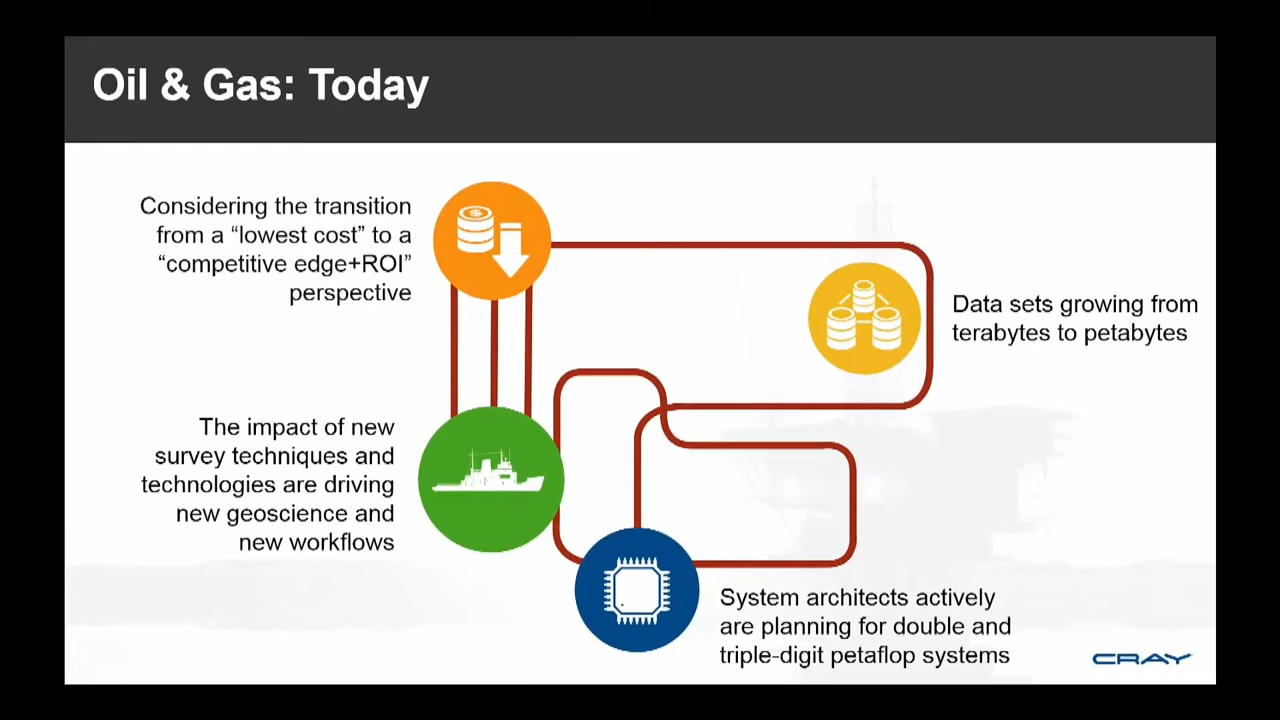 Oil & Gas: Today
Considering the transition
from a “lowest cost” to a
“competitive edge+ROI”
perspective
Data sets growing from
terabytes to petabytes
The impact of new
survey techniques and
technologies are driving
new geoscience and
new workflows
System architects actively
are planning for double and
triple-digit petaflop systems
CRAY